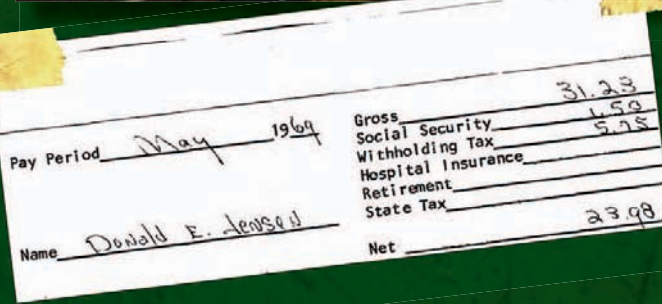 Pay Period May 1969
Name Donald E. Jensen
Gross 31.23
Social Security 1.50
Withholding Tax 5.75
Hospital Insurance
Retirement
State Tax
Net 23.98